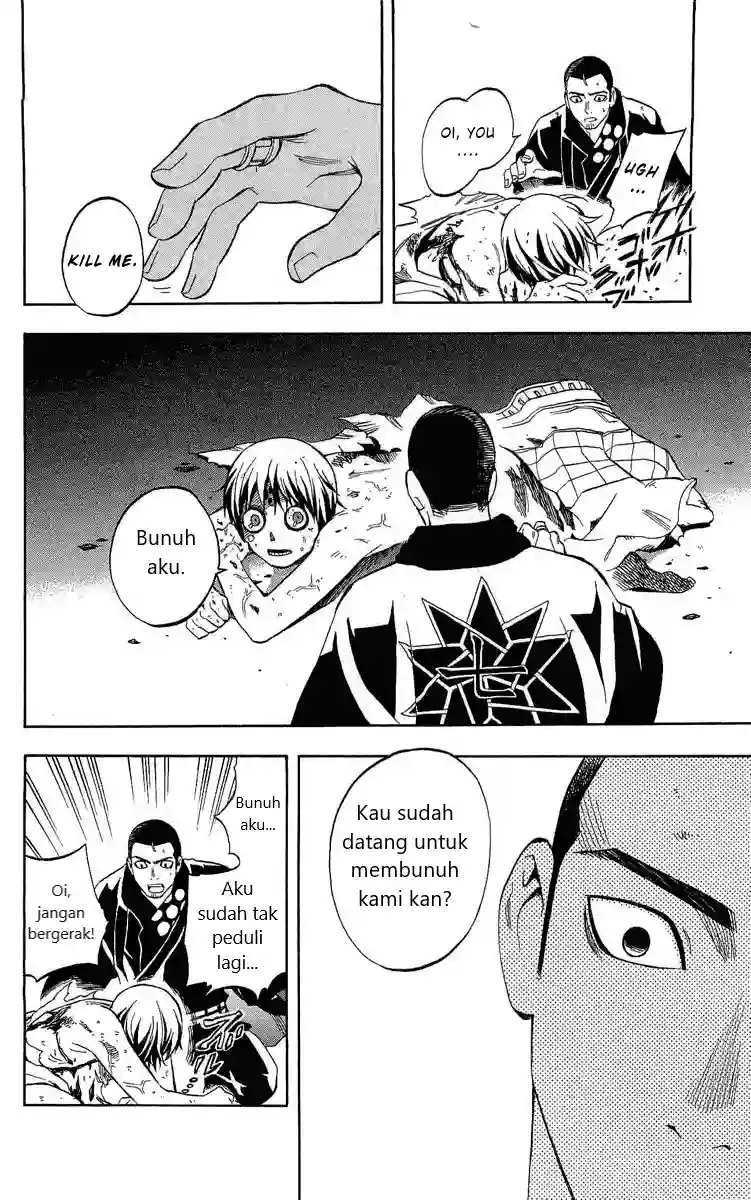 OI, YOU
....
UGH
...
KILL ME.
Bunuh
aku.
七
Kau sudah
datang untuk
membunuh
kami kan?
Bunuh
aku...
Aku
sudah tak
peduli
lagi...
Oi,
jangan
bergerak!